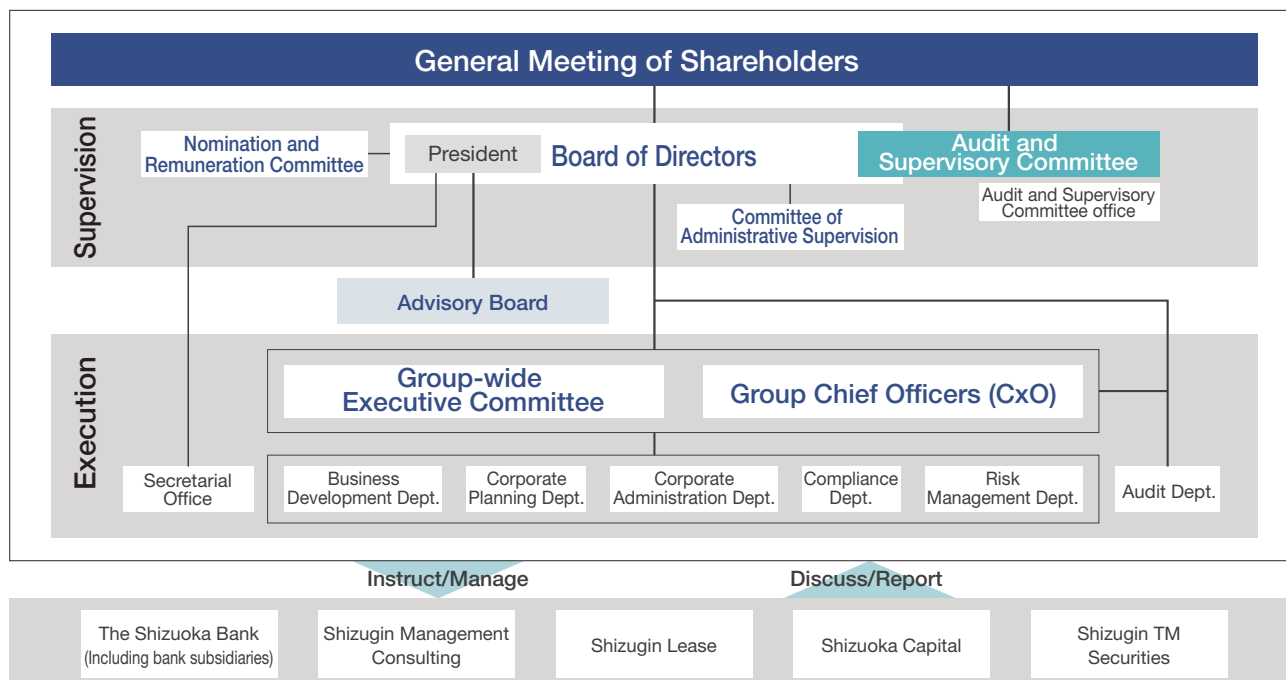 General Meeting of Shareholders
Supervision
Nomination and
Remuneration Committee
President
Board of Directors
Audit and
Supervisory Committee
Audit and Supervisory
Committee office
Committee of
Administrative Supervision
Advisory Board
Execution
Group-wide
Executive Committee
Group Chief Officers (CxO)
Secretarial
Office
Business
Development Dept.
Corporate
Planning Dept.
Corporate
Administration Dept.
Compliance
Dept.
Risk
Management Dept.
Audit Dept.
Instruct/Manage
Discuss/Report
The Shizuoka Bank
(Including bank subsidiaries)
Shizugin Management
Consulting
Shizugin Lease
Shizuoka Capital
Shizugin TM
Securities